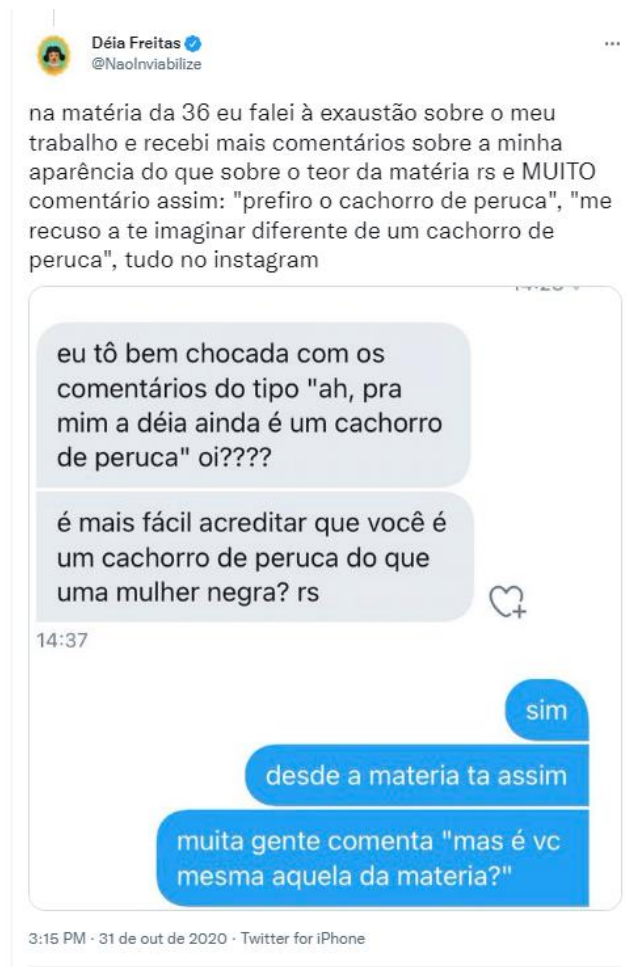 Déia Freitas
@NaoInviabilize
na matéria da 36 eu falei à exaustão sobre o meu
trabalho e recebi mais comentários sobre a minha
aparência do que sobre o teor da matéria rs e MUITO
comentário assim: "prefiro o cachorro de peruca", "me
recuso a te imaginar diferente de um cachorro de
peruca", tudo no instagram
eu tô bem chocada com os
comentários do tipo "ah, pra
mim a déia ainda é um cachorro
de peruca" oi????
é mais fácil acreditar que você é
um cachorro de peruca do que
uma mulher negra? rs
14:37
sim
desde a materia ta assim
muita gente comenta "mas é vc
mesma aquela da materia?"
3:15 PM · 31 de out de 2020 · Twitter for iPhone